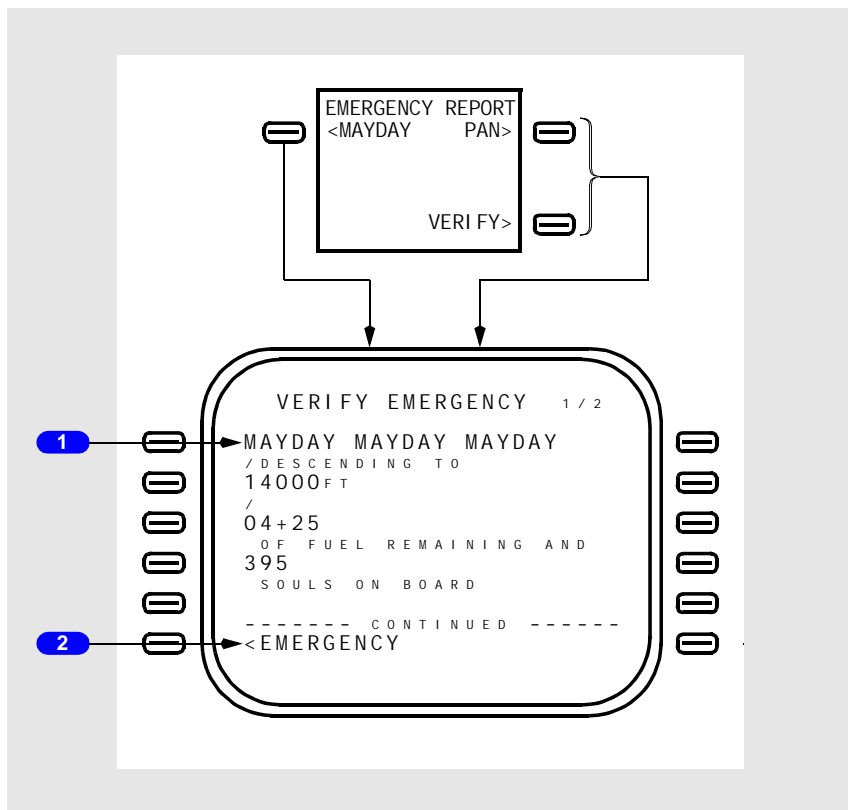 EMERGENCY REPORT
<MAYDAY PAN>
VERIFY>
VERIFY EMERGENCY 1/2
1
MAYDAY MAYDAY MAYDAY
/DESCENDING TO
14000FT
/
04+25
OF FUEL REMAINING AND
395
SOULS ON BOARD
------- CONTINUED ------
2
<EMERGENCY